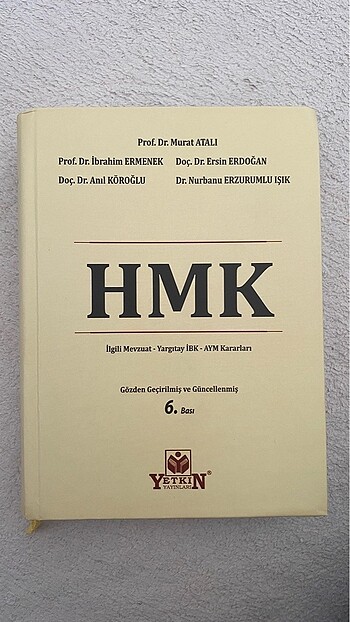 Prof. Dr. Murat ATALI
Prof. Dr. İbrahim ERMENEK Doç. Dr. Ersin ERDOĞAN
Doç. Dr. Anıl KÖROĞLU Dr. Nurbanu ERZURUMLU IŞIK
HMK
İlgili Mevzuat - Yargıtay İBK - AYM Kararları
Gözden Geçirilmiş ve Güncellenmiş
6. Bası
YETKIN®
YAYINLARI